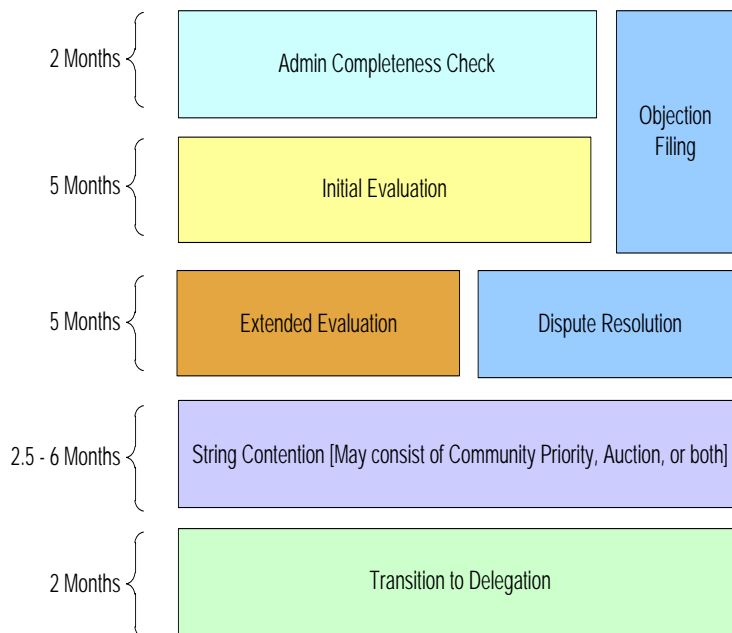 2 Months
Admin Completeness Check
Objection
Filing
5 Months
Initial Evaluation
5 Months
Extended Evaluation
Dispute Resolution
2.5 - 6 Months
String Contention [May consist of Community Priority, Auction, or both]
2 Months
Transition to Delegation